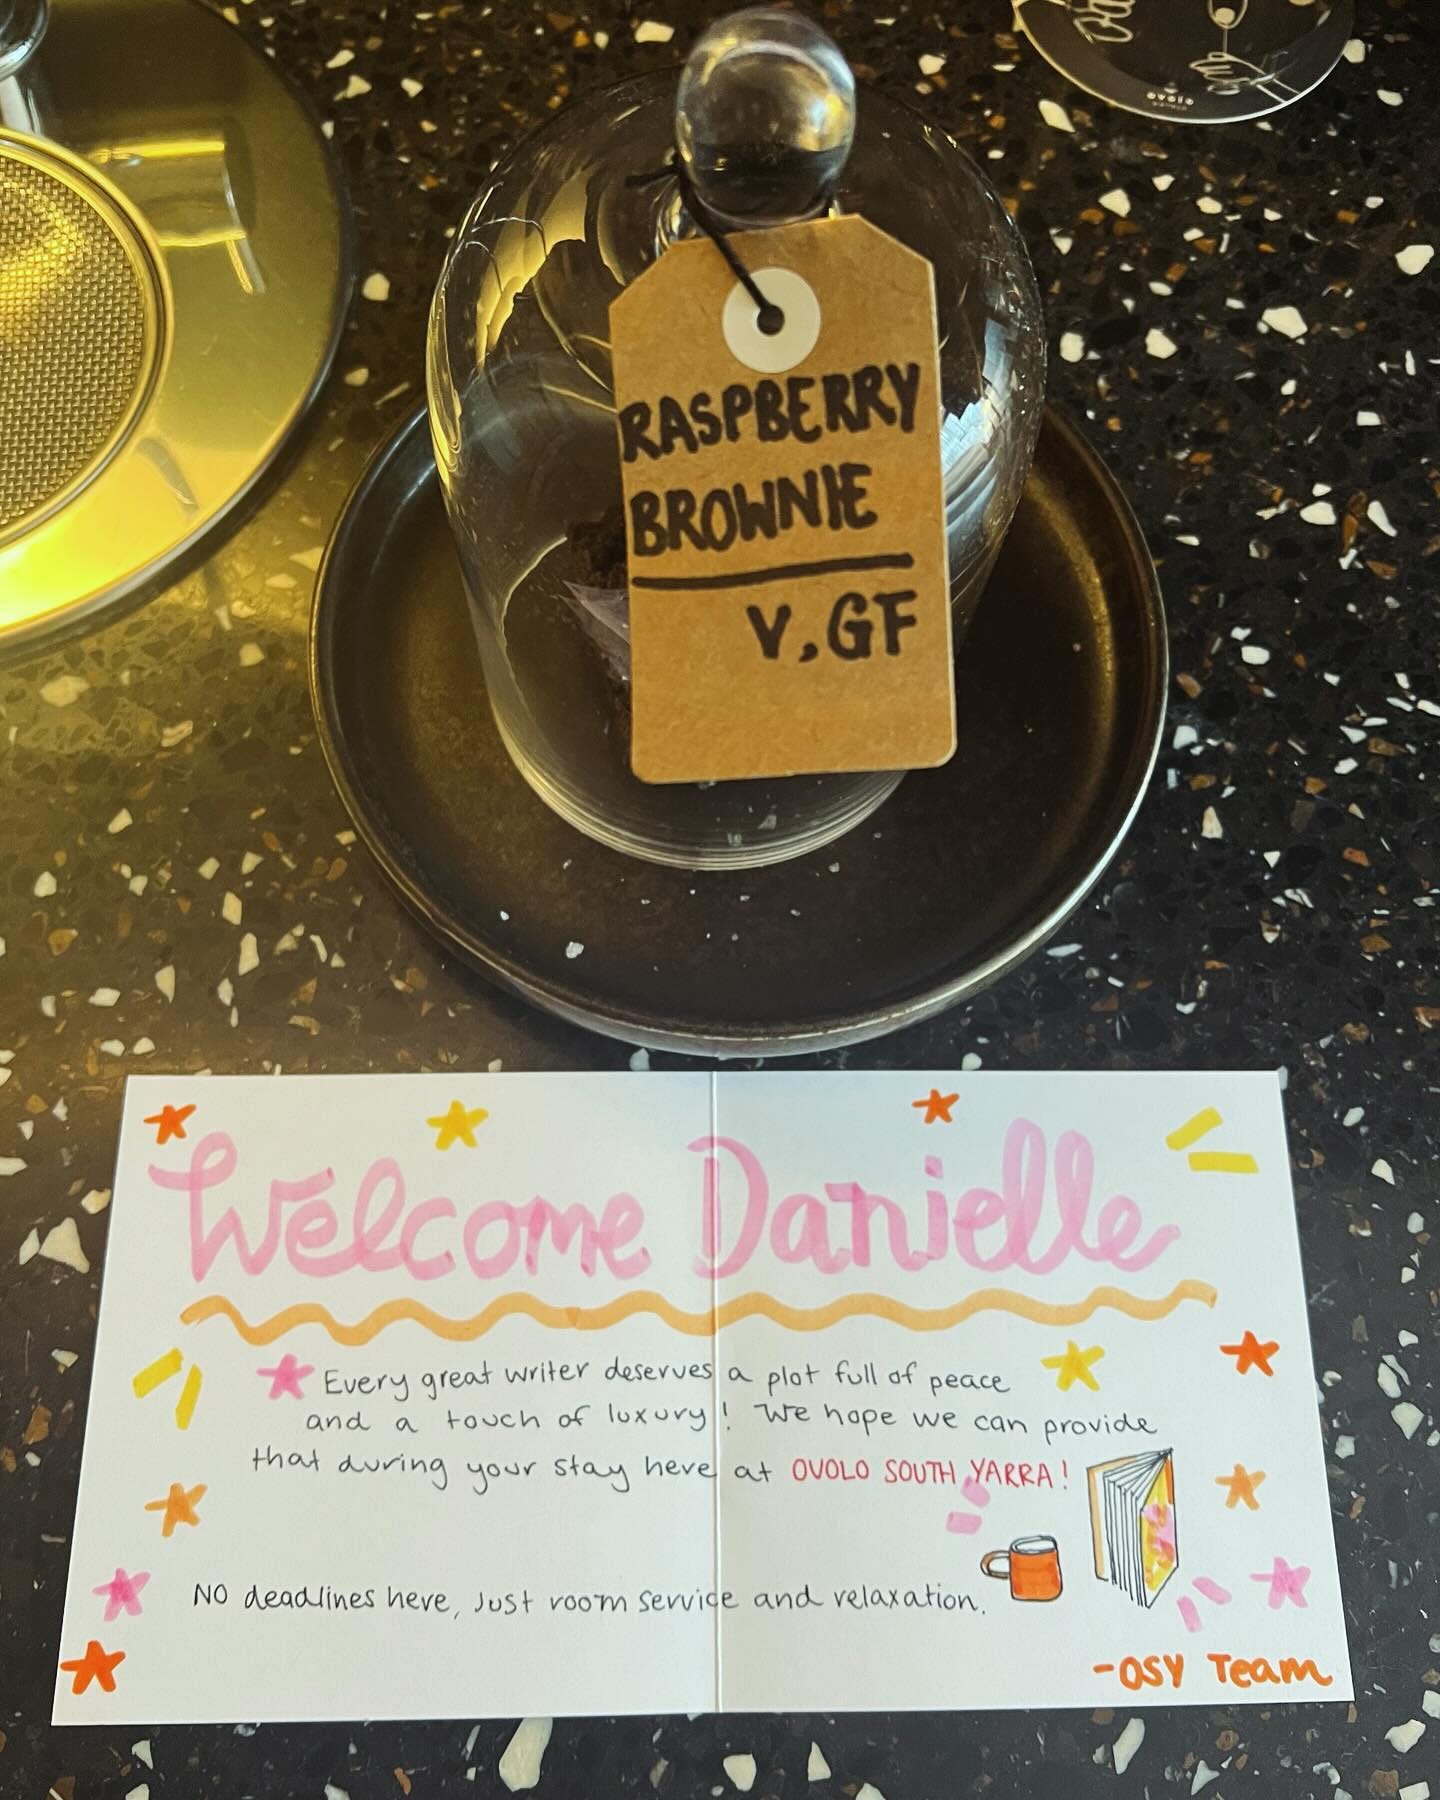 ovolo
RASPBERRY
BROWNIE
V, GF
Welcome Danielle
Every great writer deserves a plot full of peace
and a touch of luxury! We hope we can provide
that during your stay here at OVOLO SOUTH YARRA!
NO deadlines here, Just room service and relaxation.
-OSY Team